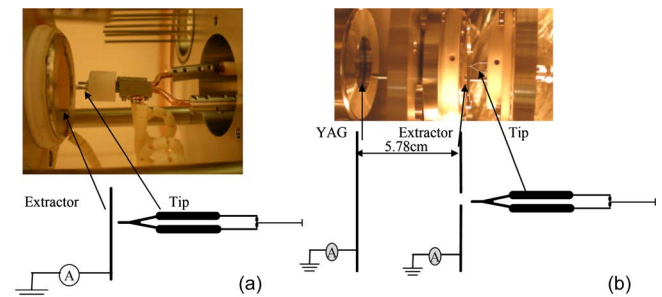 YAG Extractor Tip
5.78cm
Extractor Tip
A
A
A
(a)
(b)